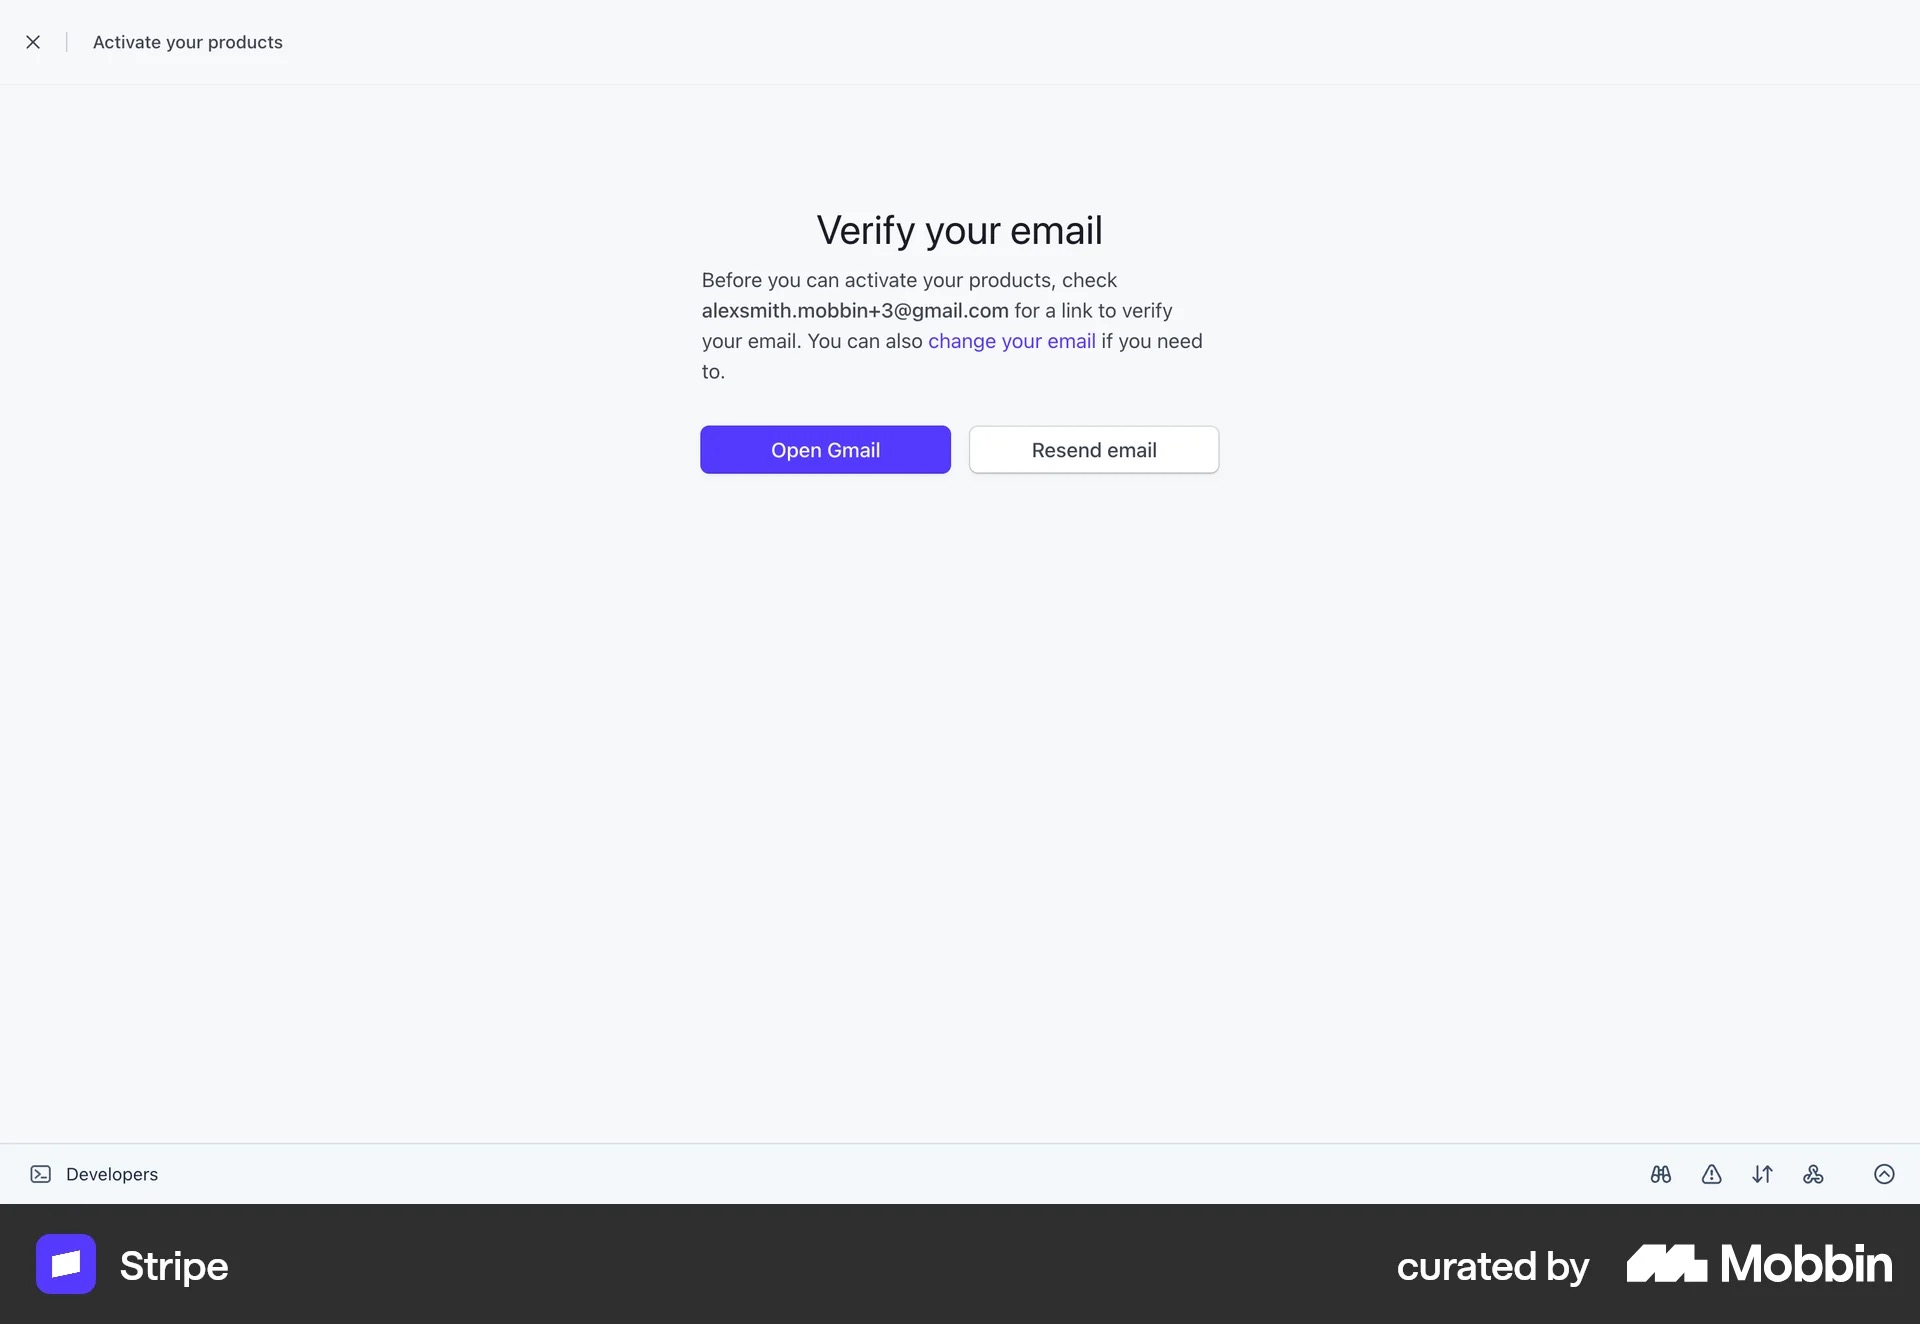 Activate your products
Verify your email
Before you can activate your products, check
alexsmith.mobbin+3@gmail.com for a link to verify
your email. You can also change your email if you need
to.
Open Gmail
Resend email
Developers
Stripe
curated by
Mobbin